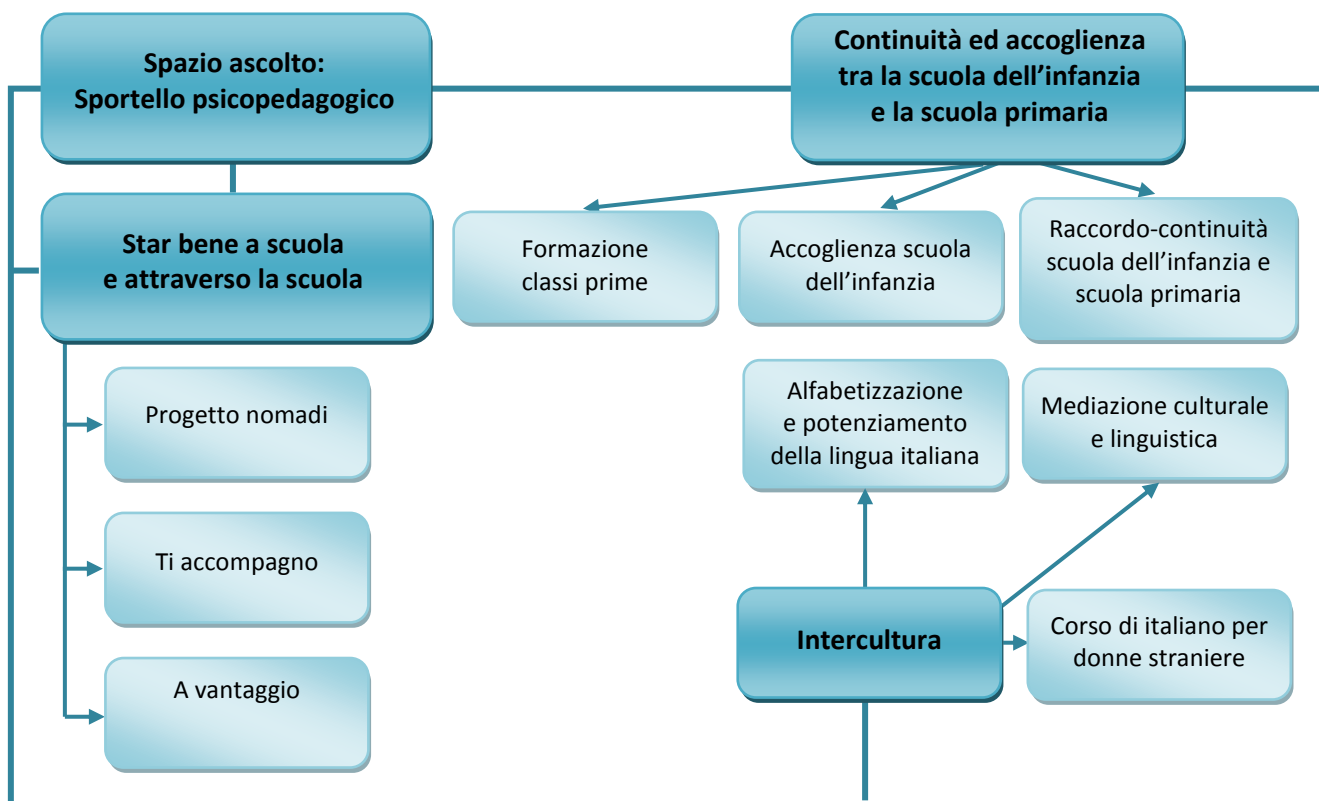 Spazio ascolto:
Sportello psicopedagogico
Continuità ed accoglienza
tra la scuola dell’infanzia
e la scuola primaria
Star bene a scuola
e attraverso la scuola
Formazione
classi prime
Accoglienza scuola
dell’infanzia
Raccordo-continuità
scuola dell’infanzia e
scuola primaria
Progetto nomadi
Alfabetizzazione
e potenziamento
della lingua italiana
Mediazione culturale
e linguistica
Ti accompagno
Intercultura
Corso di italiano per
donne straniere
A vantaggio